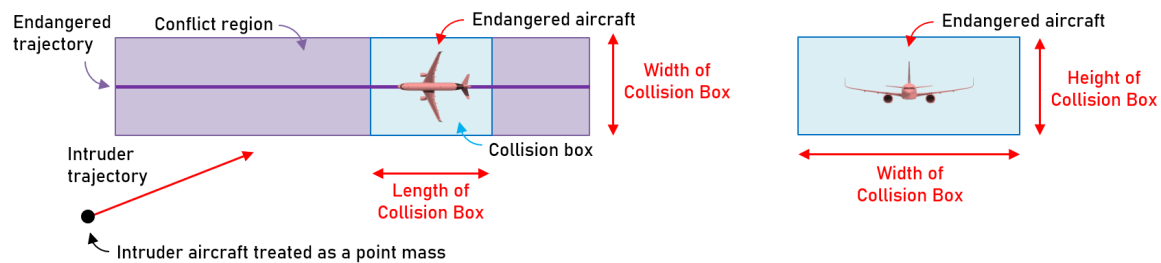 Endangered
trajectory
Conflict region
Endangered aircraft
Width of
Collision Box
Intruder
trajectory
Collision box
Length of
Collision Box
Intruder aircraft treated as a point mass
Endangered aircraft
Height of
Collision Box
Width of
Collision Box